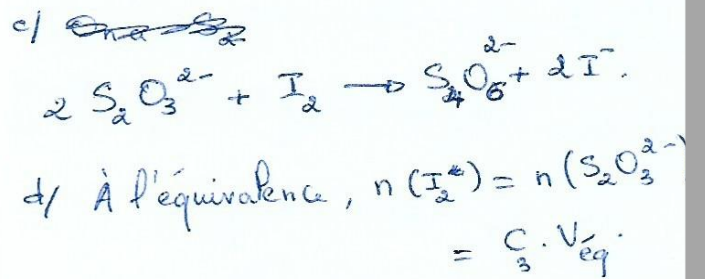 c/
2 S₂O₃²⁻ + I₂ → S₄O₆²⁻ + 2 I⁻.
d/ À l'équivalence, n (I₂) = n (S₂O₃²⁻)
= C₃ . Véq.